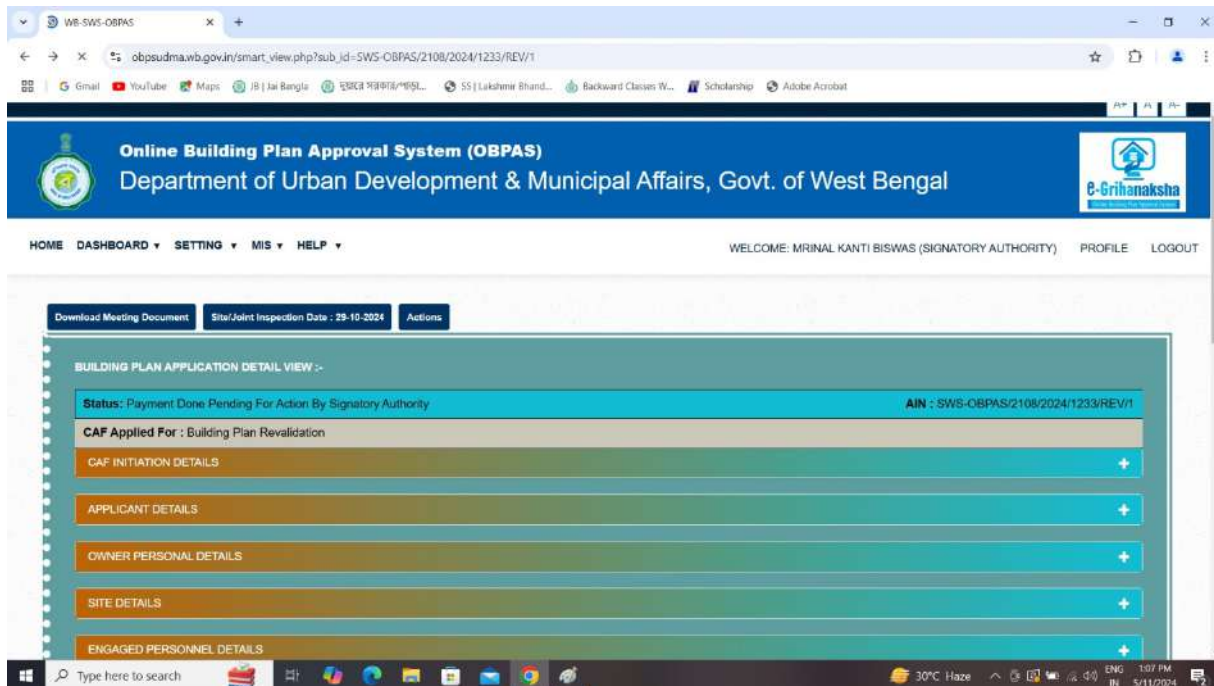 WB-SWS-OBPAS
obpsudma.wb.gov.in/smart_view.php?sub_id=SWS-OBPAS/2108/2024/1233/REV/1
Gmail YouTube Maps JB | Jai Bangla SS | Lakshmir Bhand... Backward Classes W... Scholarship Adobe Acrobat
A+ A A-
Online Building Plan Approval System (OBPAS)
Department of Urban Development & Municipal Affairs, Govt. of West Bengal
e-Grihanaksha
HOME DASHBOARD ▾ SETTING ▾ MIS ▾ HELP ▾ WELCOME: MRINAL KANTI BISWAS (SIGNATORY AUTHORITY) PROFILE LOGOUT
Download Meeting Document Site/Joint Inspection Date : 29-10-2024 Actions
BUILDING PLAN APPLICATION DETAIL VIEW :-
Status: Payment Done Pending For Action By Signatory Authority AIN : SWS-OBPAS/2108/2024/1233/REV/1
CAF Applied For : Building Plan Revalidation
CAF INITIATION DETAILS
APPLICANT DETAILS
OWNER PERSONAL DETAILS
SITE DETAILS
ENGAGED PERSONNEL DETAILS
Type here to search 30°C Haze ENG 1:07 PM
IN 5/11/2024